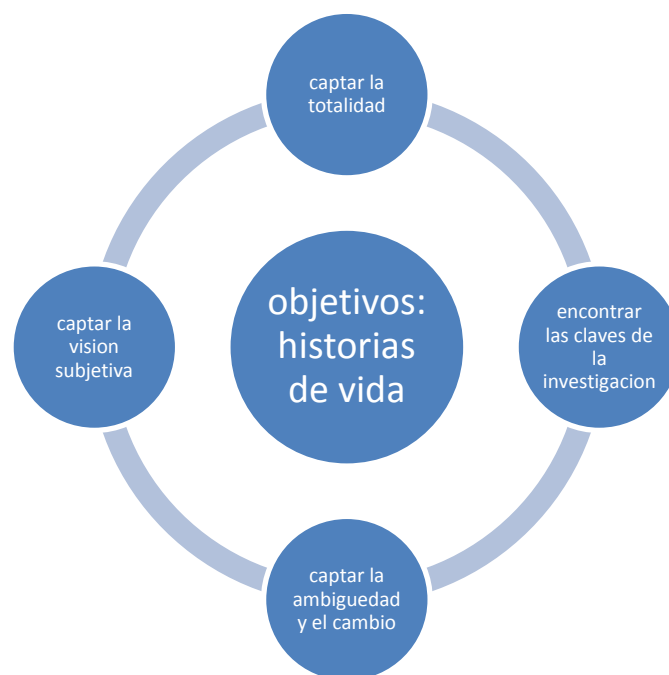 captar la
totalidad
objetivos:
historias
de vida
captar la
vision
subjetiva
encontrar
las claves de
la
investigacion
captar la
ambiguedad
y el cambio